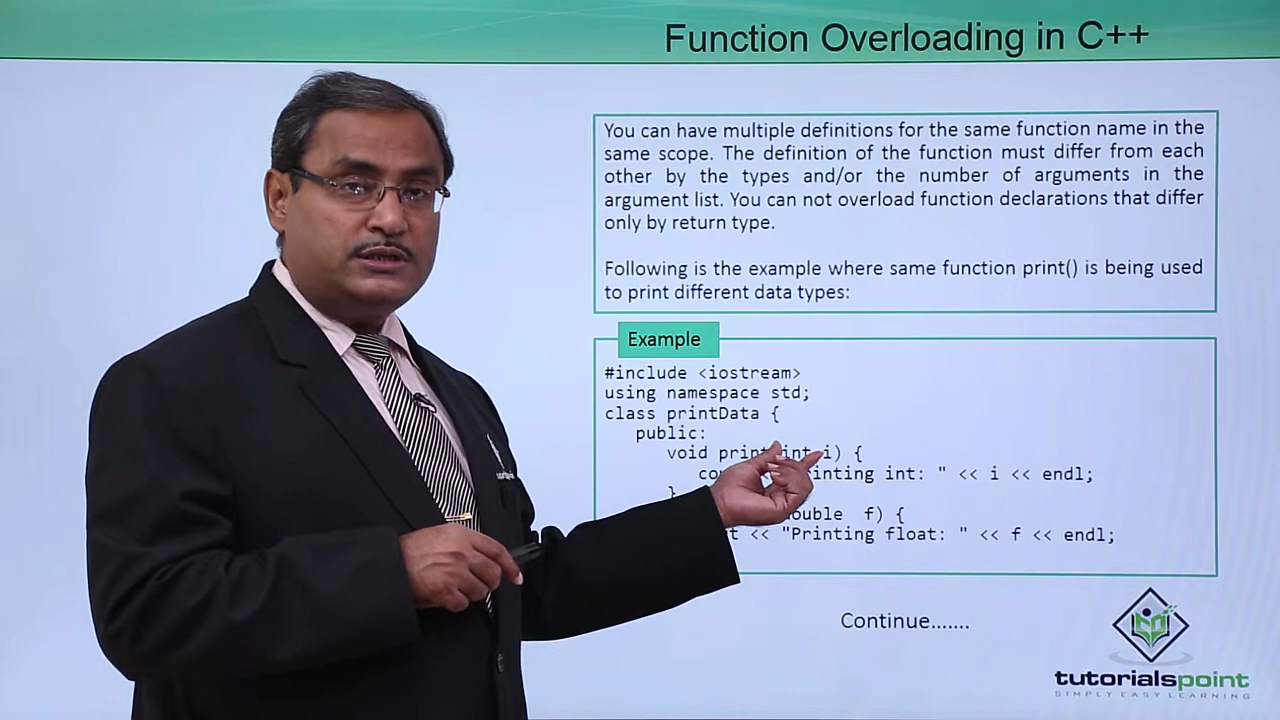 Function Overloading in C++
You can have multiple definitions for the same function name in the
same scope. The definition of the function must differ from each
other by the types and/or the number of arguments in the
argument list. You can not overload function declarations that differ
only by return type.
Following is the example where same function print() is being used
to print different data types:
Example
#include <iostream>
using namespace std;
class printData {
public:
void print int i) {
inting int: " << i << endl;
}
f) {
<< "Printing float: " << f << endl;
Continue.......
tutorialspoint
SIMPLY EASY LEARNING